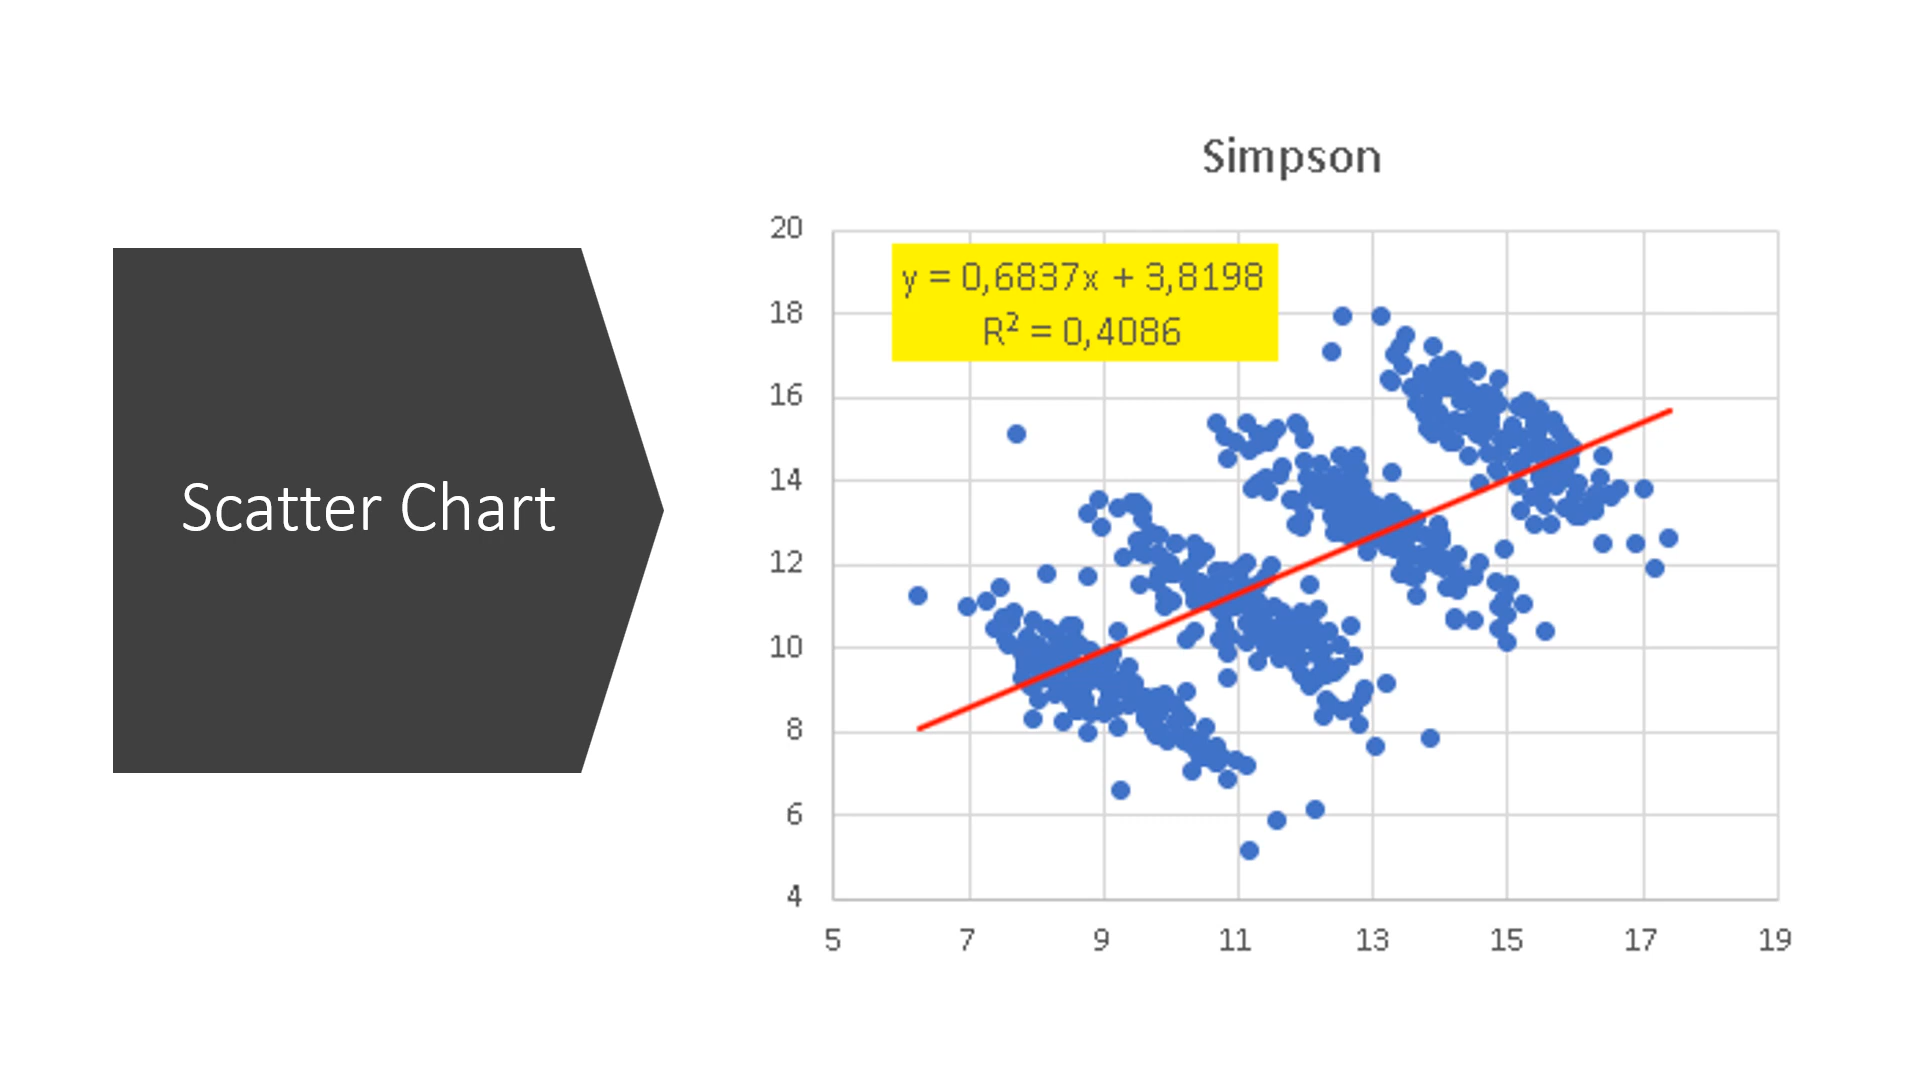 Scatter Chart
Simpson
y = 0,6837x + 3,8198
R² = 0,4086
20
18
16
14
12
10
8
6
4
5 7 9 11 13 15 17 19